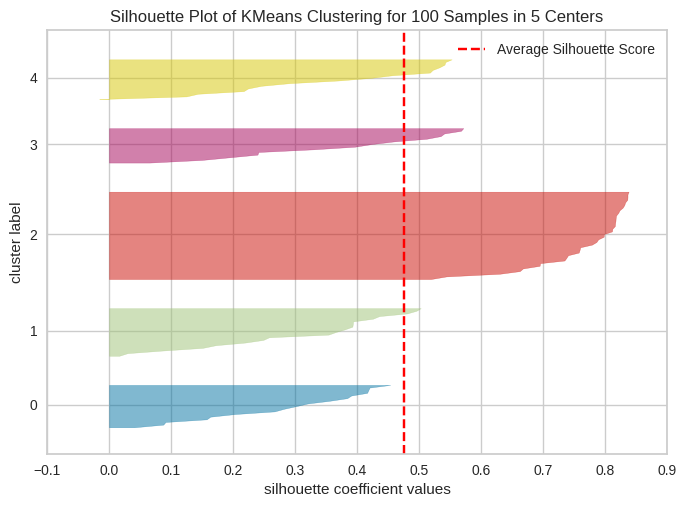 Silhouette Plot of KMeans Clustering for 100 Samples in 5 Centers
Average Silhouette Score
4
3
2
1
0
cluster label
−0.1 0.0 0.1 0.2 0.3 0.4 0.5 0.6 0.7 0.8 0.9
silhouette coefficient values